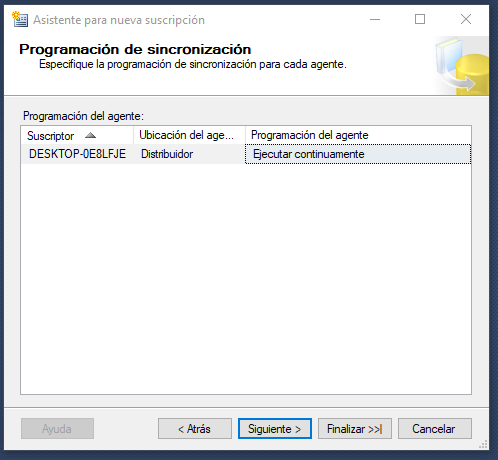 Asistente para nueva suscripción
Programación de sincronización
Especifique la programación de sincronización para cada agente.
Programación del agente:
Suscriptor Ubicación del age... Programación del agente
DESKTOP-0E8LFJE Distribuidor Ejecutar continuamente
Ayuda < Atrás Siguiente > Finalizar >>| Cancelar